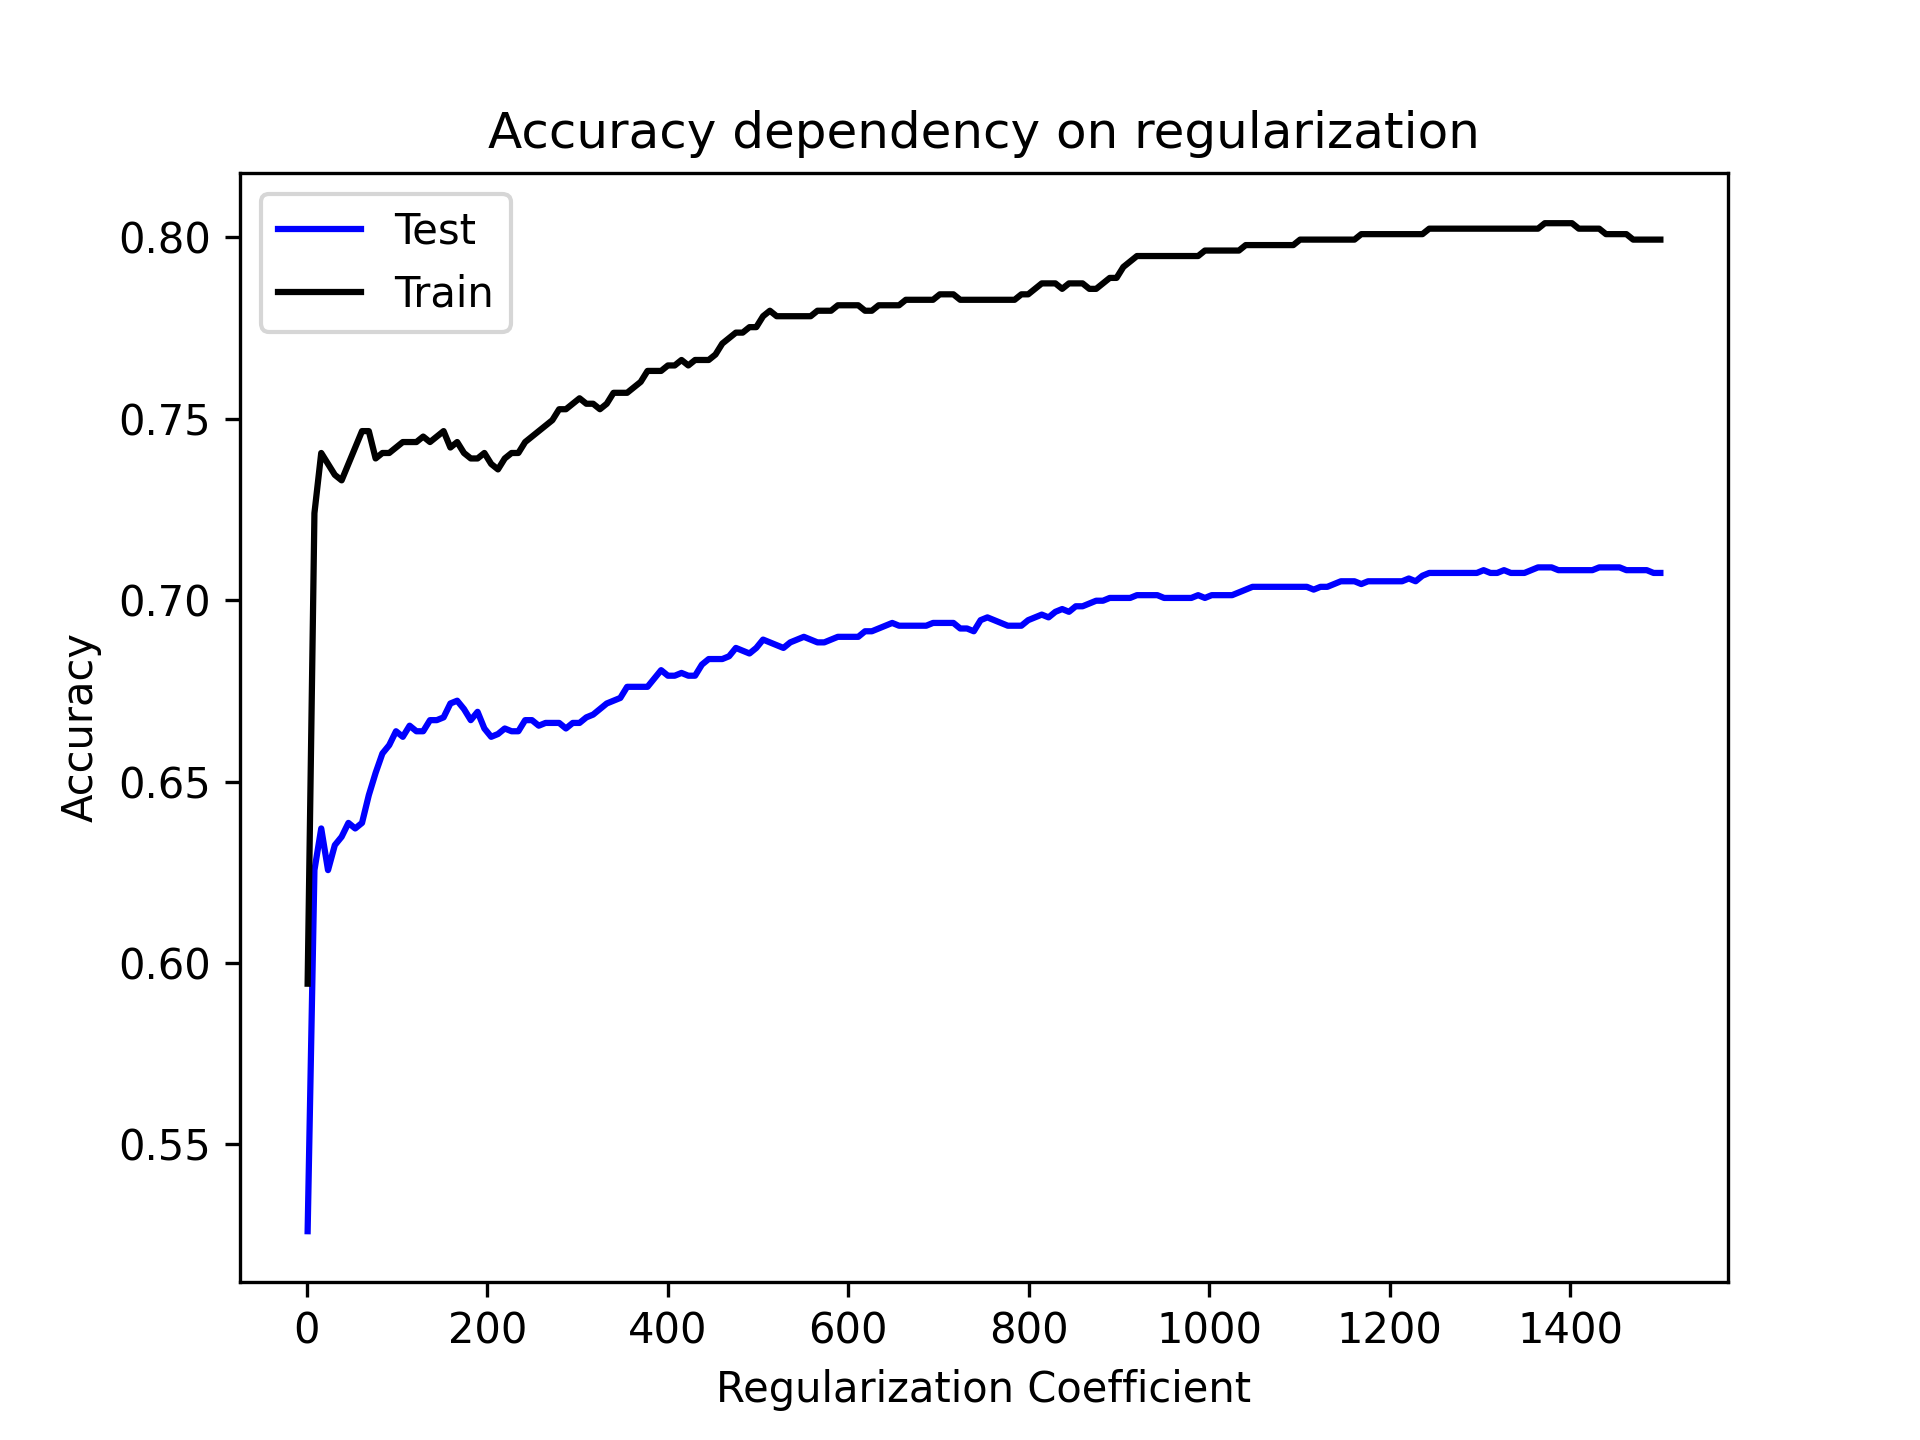 Accuracy dependency on regularization
Test
Train
0.80
0.75
0.70
0.65
0.60
0.55
Accuracy
0 200 400 600 800 1000 1200 1400
Regularization Coefficient